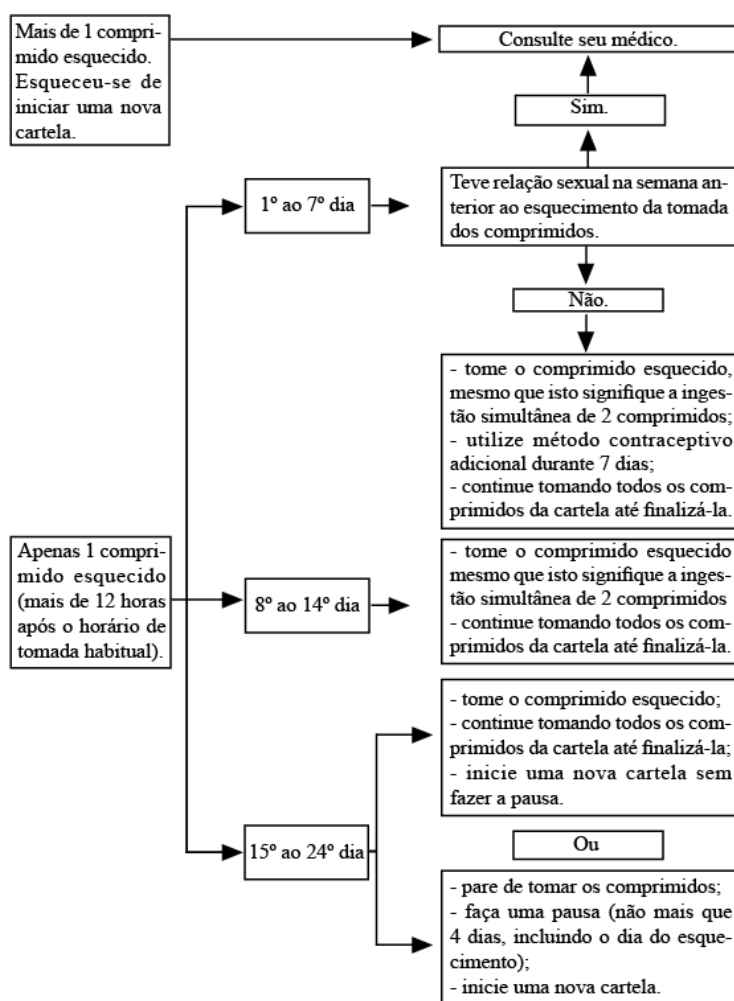 Mais de 1 compri-
mido esquecido.
Esqueceu-se de
iniciar uma nova
cartela.
Consulte seu médico.
Sim.
1º ao 7º dia
Teve relação sexual na semana an-
terior ao esquecimento da tomada
dos comprimidos.
Não.
- tome o comprimido esquecido,
mesmo que isto signifique a inges-
tão simultânea de 2 comprimidos;
- utilize método contraceptivo
adicional durante 7 dias;
- continue tomando todos os com-
primidos da cartela até finalizá-la.
Apenas 1 compri-
mido esquecido
(mais de 12 horas
após o horário de
tomada habitual).
8º ao 14º dia
- tome o comprimido esquecido
mesmo que isto signifique a inges-
tão simultânea de 2 comprimidos
- continue tomando todos os com-
primidos da cartela até finalizá-la.
15º ao 24º dia
- tome o comprimido esquecido;
- continue tomando todos os com-
primidos da cartela até finalizá-la;
- inicie uma nova cartela sem
fazer a pausa.
Ou
- pare de tomar os comprimidos;
- faça uma pausa (não mais que
4 dias, incluindo o dia do esque-
cimento);
- inicie uma nova cartela.